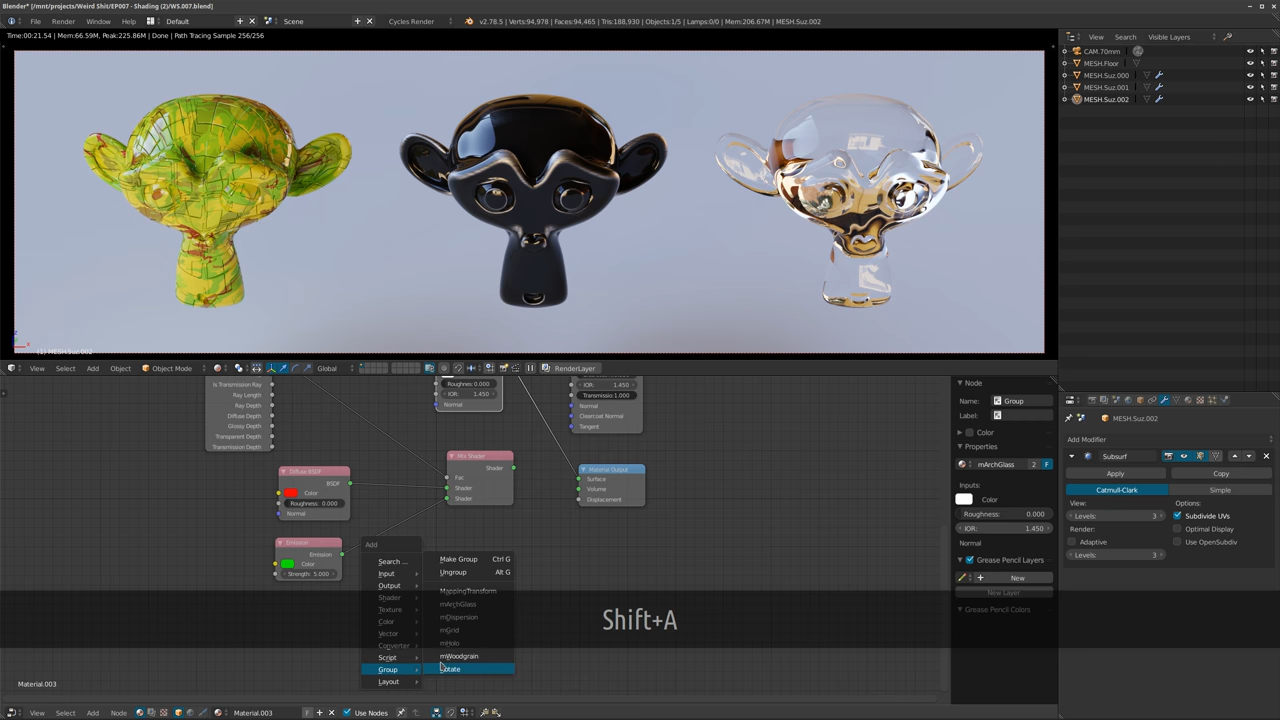 Blender* [/mnt/projects/Weird Shit/EP007 - Shading (2)/WS.007.blend]
File Render Window Help Default Scene Cycles Render v2.78.5 | Verts:94,978 | Faces:94,465 | Tris:188,930 | Objects:1/5 | Lamps:0/0 | Mem:206.67M | MESH.Suz.002
Time:00:21.54 | Mem:66.59M, Peak:225.86M | Done | Path Tracing Sample 256/256
View Search Visible Layers
CAM.70mm
MESH.Floor
MESH.Suz.000
MESH.Suz.001
MESH.Suz.002
(1) MESH.Suz.002
View Select Add Object Object Mode Global RenderLayer
Is Transmission Ray
Ray Length
Ray Depth
Diffuse Depth
Glossy Depth
Transparent Depth
Transmission Depth
Roughnes:0.000
IOR: 1.450
Normal
IOR: 1.450
Transmissio:1.000
Normal
Clearcoat Normal
Tangent
Diffuse BSDF
BSDF
Color
Roughness: 0.000
Normal
Mix Shader
Shader
Fac
Shader
Shader
Material Output
Surface
Volume
Displacement
Emission
Emission
Color
Strength: 5.000
Add
Search ...
Input
Output
Shader
Texture
Color
Vector
Converter
Script
Group
Layout
Make Group Ctrl G
Ungroup Alt G
MappingTransform
mArchGlass
mDispersion
mGrid
mHalo
mWoodgrain
Shift+A
Material.003
View Select Add Node Material.003 F Use Nodes
Node
Name: Group
Label:
Color
Properties
mArchGlass 2 F
Inputs:
Color
Roughness: 0.000
IOR: 1.450
Normal
Grease Pencil Layers
New
New Layer
Grease Pencil Colors
MESH.Suz.002
Add Modifier
Subsurf
Apply Copy
Catmull-Clark Simple
View: Options:
Levels: 3 Subdivide UVs
Render: Optimal Display
Adaptive Use OpenSubdiv
Levels: 3